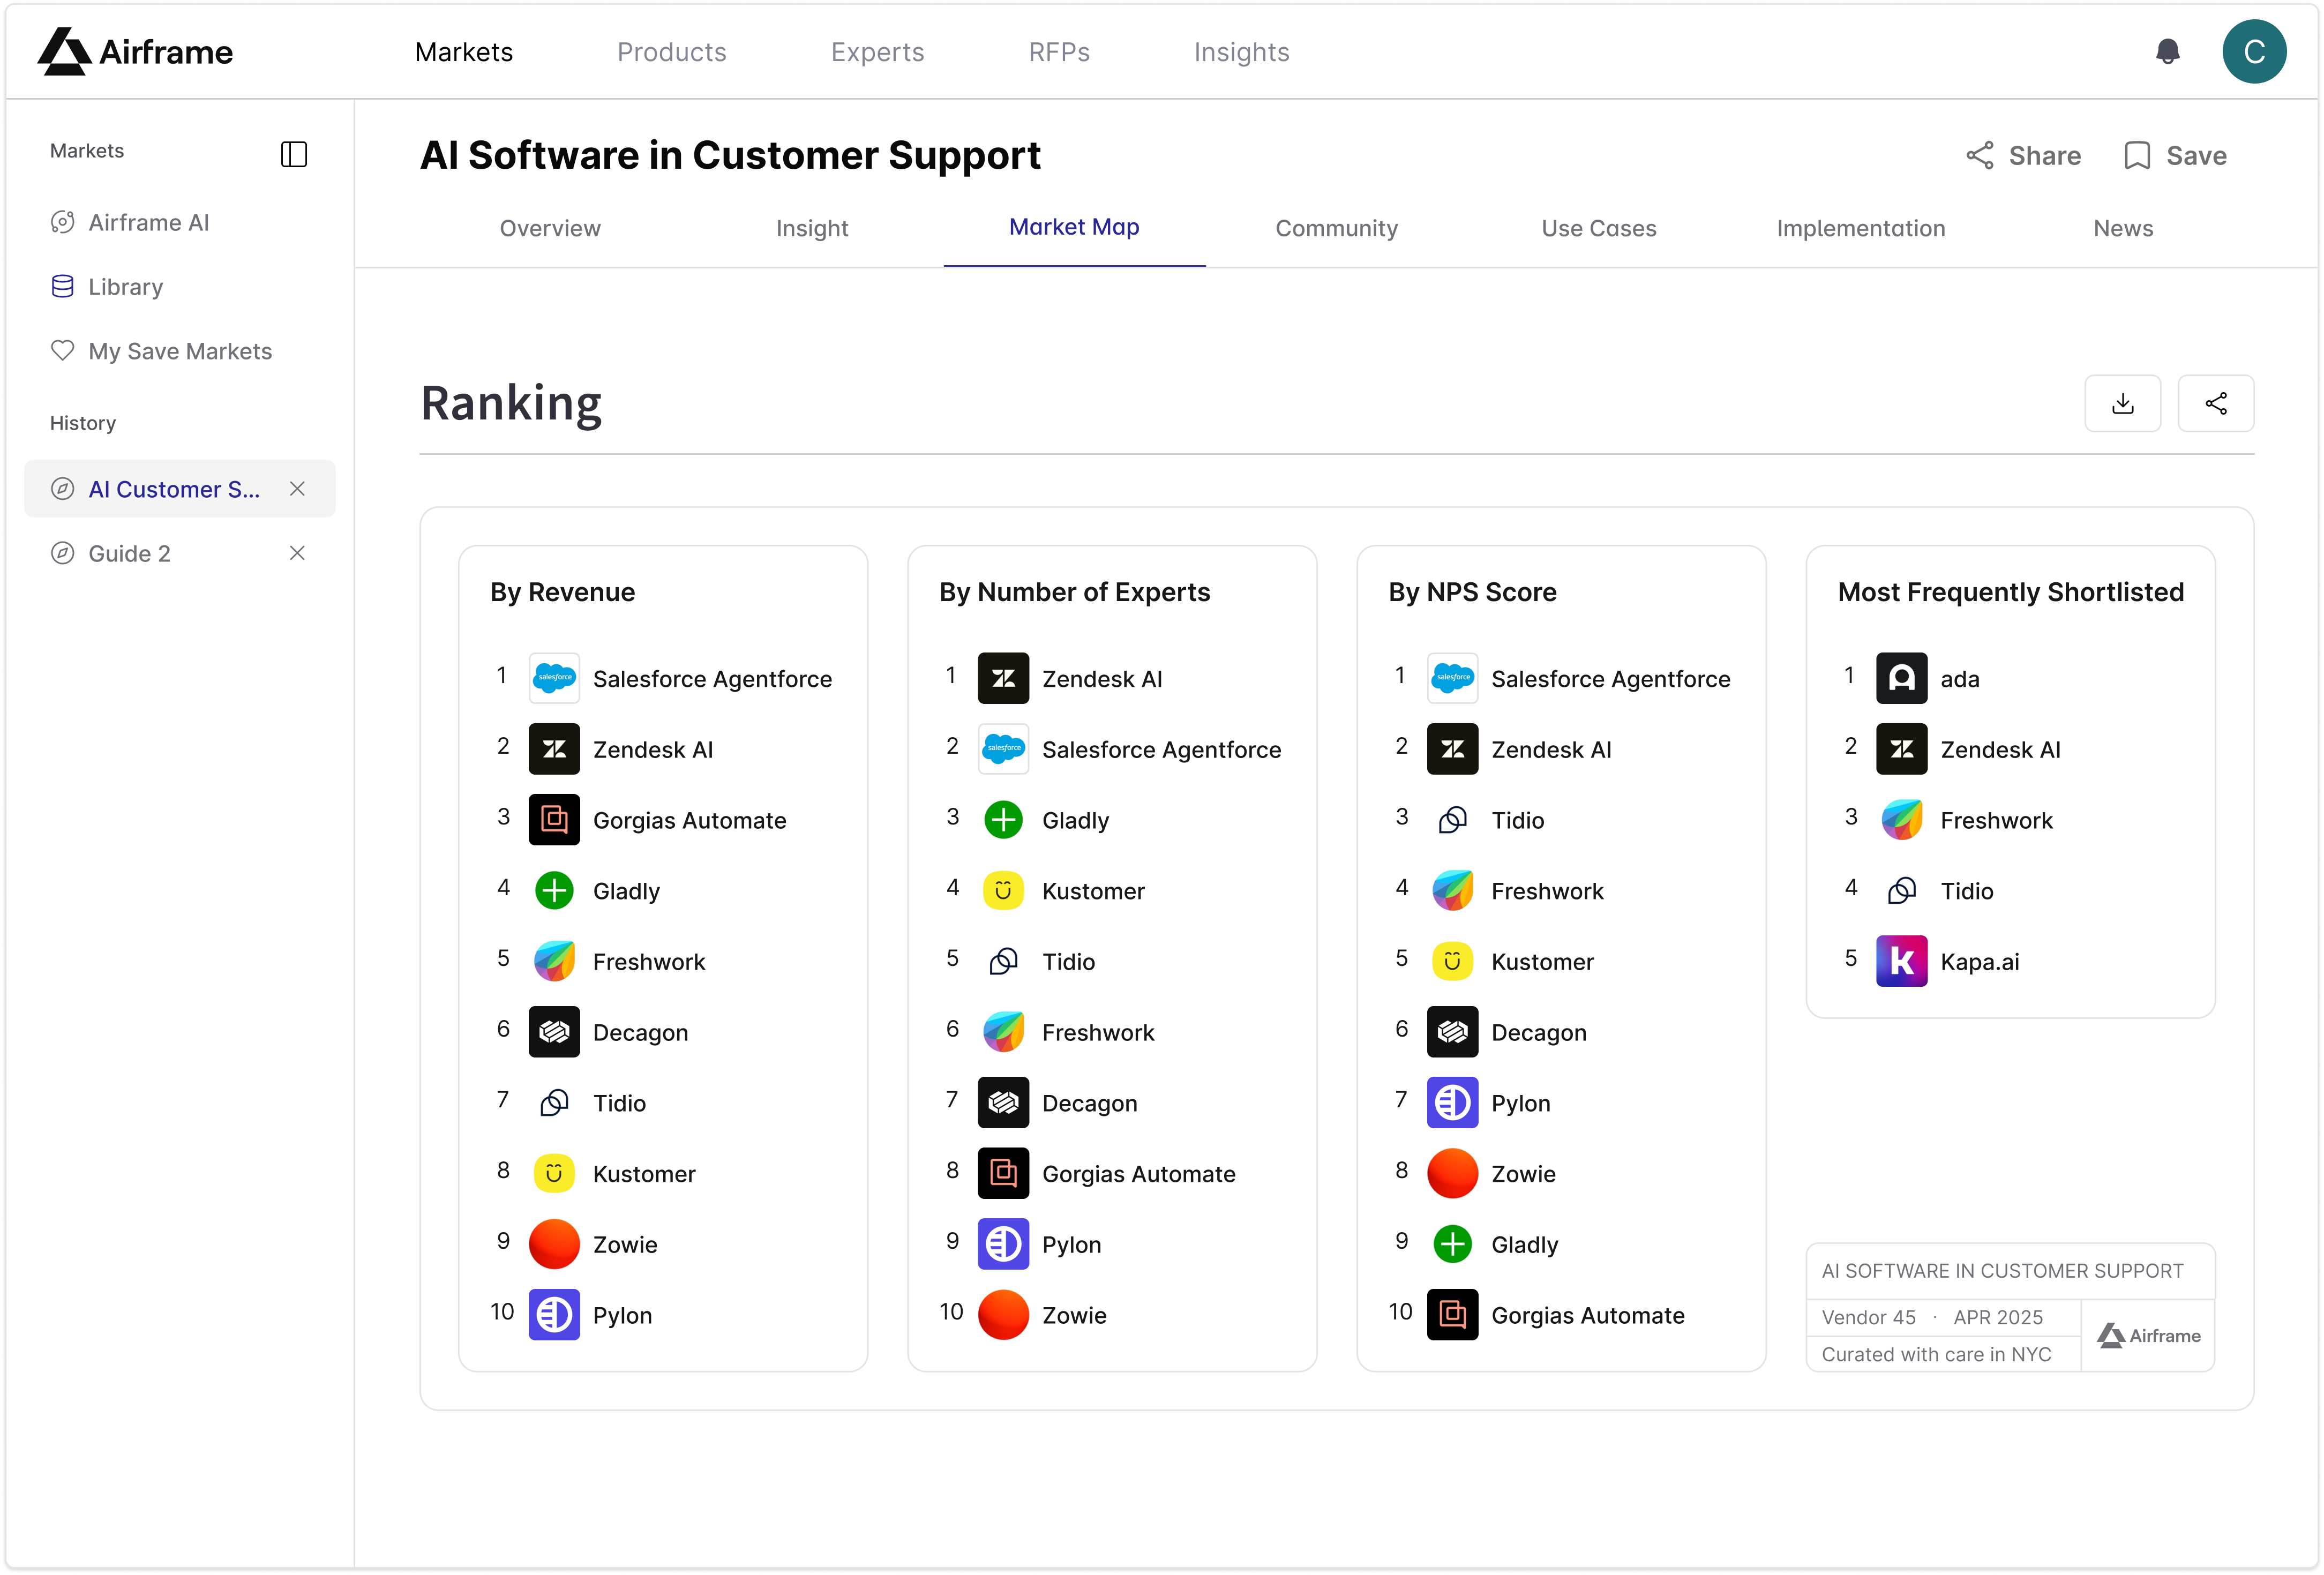 Airframe
Markets
Products
Experts
RFPs
Insights
C
Markets
Airframe AI
Library
My Save Markets
History
AI Customer S...
Guide 2
AI Software in Customer Support
Share
Save
Overview
Insight
Market Map
Community
Use Cases
Implementation
News
Ranking
By Revenue
1 salesforce Salesforce Agentforce
2 Zendesk AI
3 Gorgias Automate
4 Gladly
5 Freshwork
6 Decagon
7 Tidio
8 Kustomer
9 Zowie
10 Pylon
By Number of Experts
1 Zendesk AI
2 salesforce Salesforce Agentforce
3 Gladly
4 Kustomer
5 Tidio
6 Freshwork
7 Decagon
8 Gorgias Automate
9 Pylon
10 Zowie
By NPS Score
1 salesforce Salesforce Agentforce
2 Zendesk AI
3 Tidio
4 Freshwork
5 Kustomer
6 Decagon
7 Pylon
8 Zowie
9 Gladly
10 Gorgias Automate
Most Frequently Shortlisted
1 ada
2 Zendesk AI
3 Freshwork
4 Tidio
5 k Kapa.ai
AI SOFTWARE IN CUSTOMER SUPPORT
Vendor 45 · APR 2025
Curated with care in NYC
Airframe